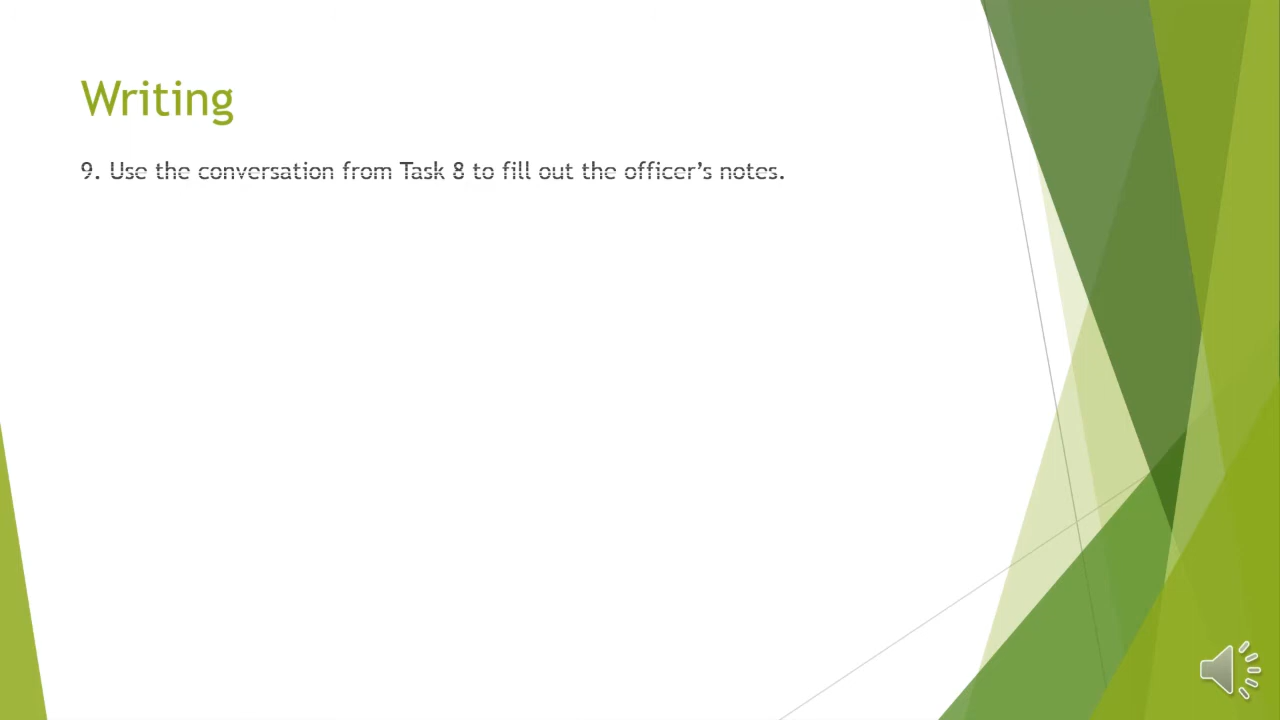 Writing
9. Use the conversation from Task 8 to fill out the officer’s notes.